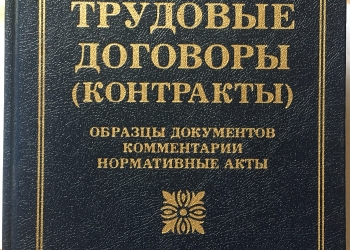 ТРУДОВЫЕ
ДОГОВОРЫ
(КОНТРАКТЫ)
ОБРАЗЦЫ ДОКУМЕНТОВ
КОММЕНТАРИИ
НОРМАТИВНЫЕ АКТЫ